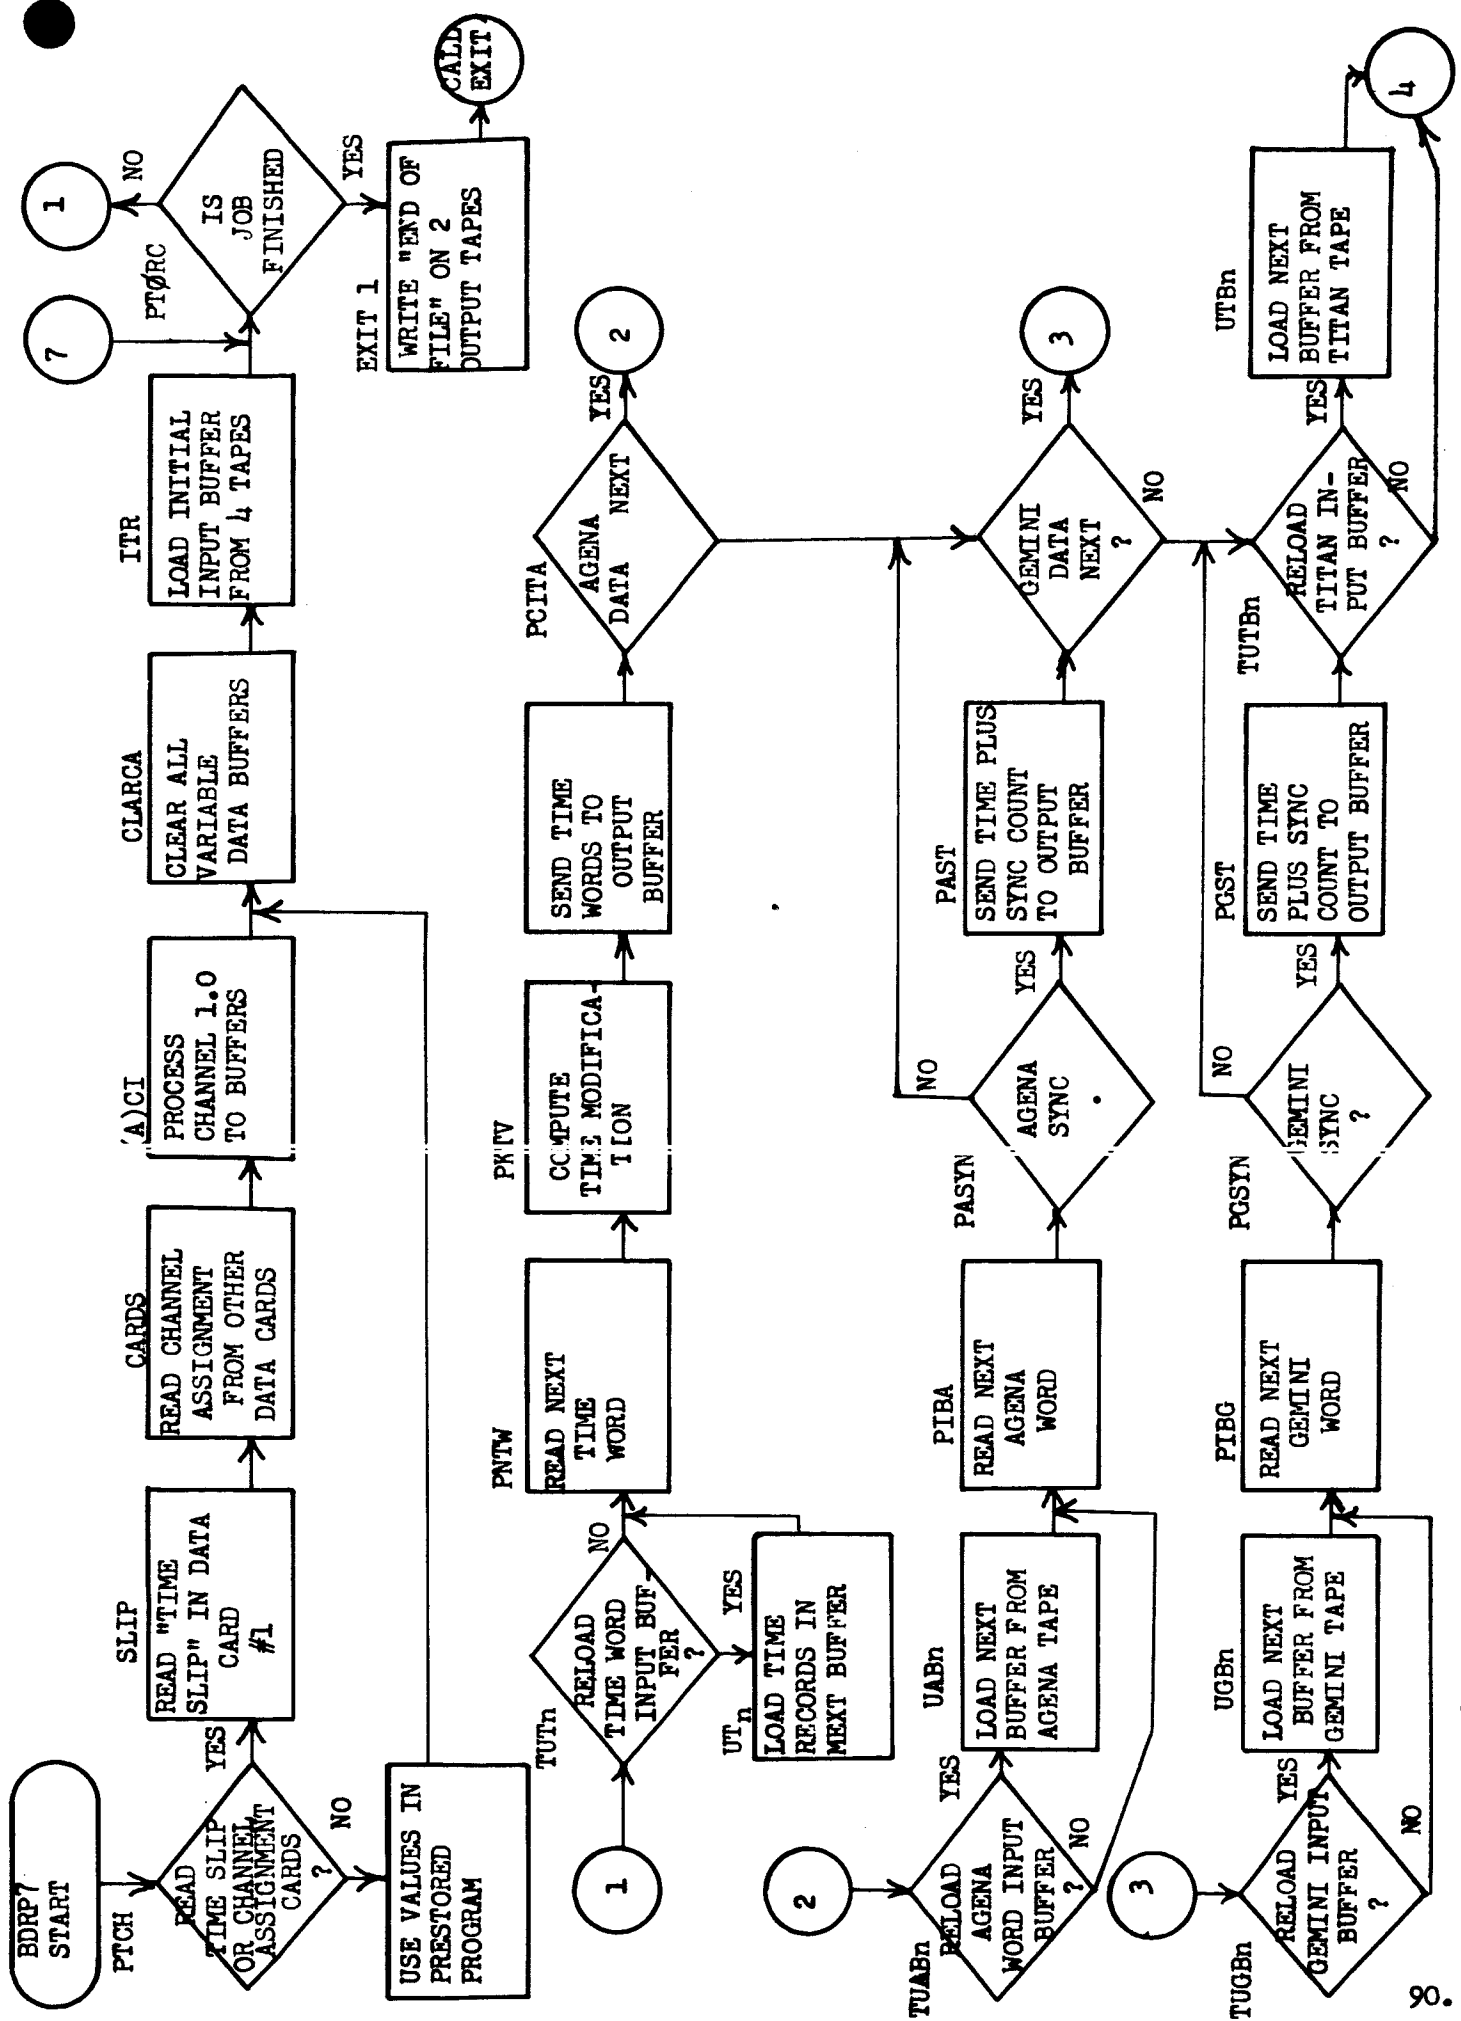 BDRP7
START
PTCH
READ
TIME SLIP
OR CHANNEL
ASSIGNMENT
CARDS
?
YES
NO
USE VALUES IN
PRESTORED
PROGRAM
SLIP
READ "TIME
SLIP" IN DATA
CARD
#1
CARDS
READ CHANNEL
ASSIGNMENT
FROM OTHER
DATA CARDS
A)CI
PROCESS
CHANNEL 1.0
TO BUFFERS
CLARCA
CLEAR ALL
VARIABLE
DATA BUFFERS
ITR
LOAD INITIAL
INPUT BUFFER
FROM 4 TAPES
7
PTØRC
IS
JOB
FINISHED
NO
1
YES
EXIT 1
WRITE "END OF
FILE" ON 2
OUTPUT TAPES
CALL
EXIT
1
TUTn
RELOAD
TIME WORD
INPUT BUF-
FER
?
NO
YES
UTn
LOAD TIME
RECORDS IN
MEXT BUFFER
PNTW
READ NEXT
TIME
WORD
COMPUTE
TIME MODIFICA-
TION
SEND TIME
WORDS TO
OUTPUT
BUFFER
PCITA
AGENA
DATA NEXT
YES
2
2
TUABn
RELOAD
AGENA
WORD INPUT
BUFFER
?
YES
NO
UABn
LOAD NEXT
BUFFER FROM
AGENA TAPE
PIBA
READ NEXT
AGENA
WORD
PASYN
AGENA
SYNC
NO
YES
PAST
SEND TIME PLUS
SYNC COUNT
TO OUTPUT
BUFFER
GEMINI
DATA
NEXT
?
YES
NO
3
3
TUGBn
RELOAD
GEMINI INPUT
BUFFER
?
YES
NO
UGBn
LOAD NEXT
BUFFER FROM
GEMINI TAPE
PIBG
READ NEXT
GEMINI
WORD
PGSYN
GEMINI
SYNC
?
NO
YES
PGST
SEND TIME
PLUS SYNC
COUNT TO
OUTPUT BUFFER
TUTBn
RELOAD
TITAN IN-
PUT BUFFER
?
YES
NO
UTBn
LOAD NEXT
BUFFER FROM
TITAN TAPE
4
90.